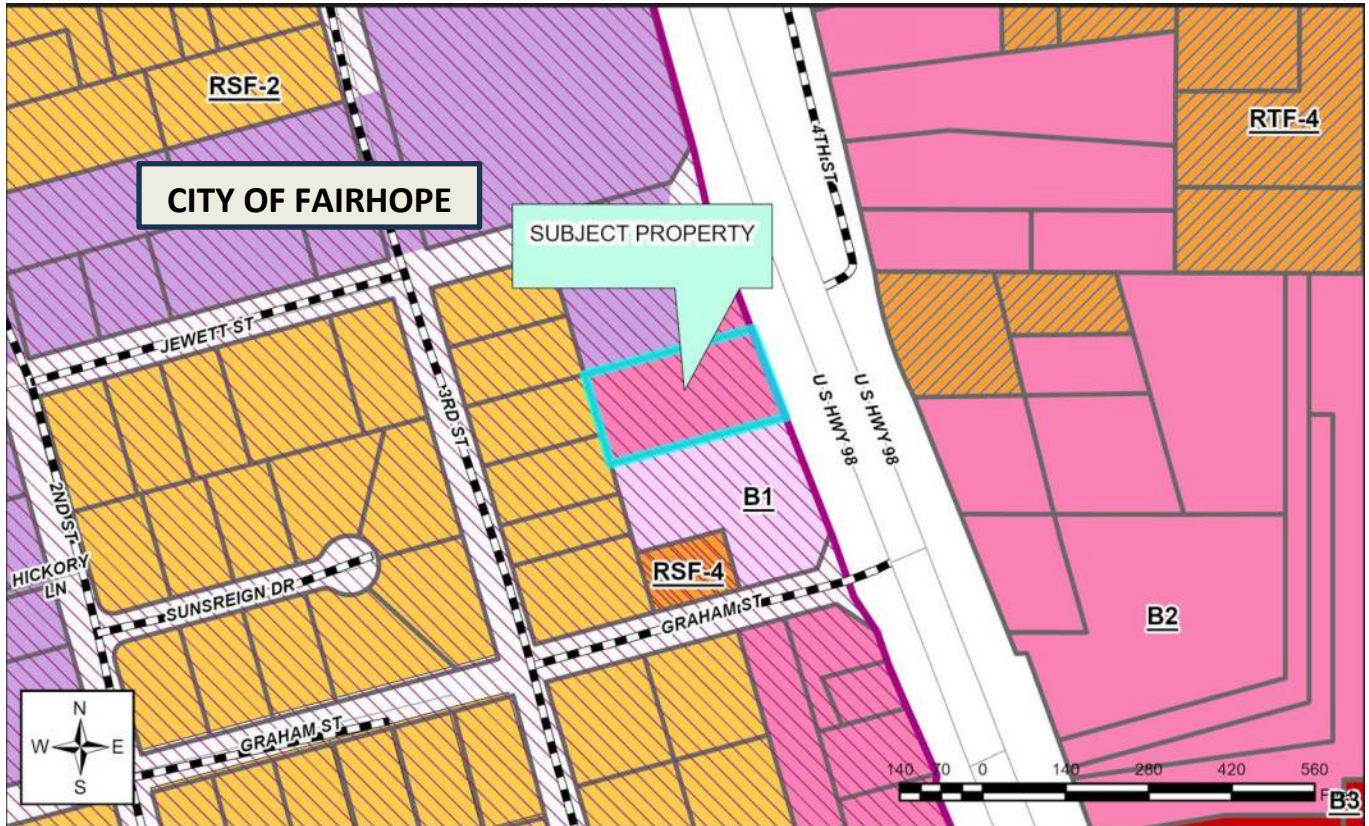 RSF-2
4TH ST
RTF-4
CITY OF FAIRHOPE
SUBJECT PROPERTY
JEWETT ST
3RD ST
U S HWY 98
U S HWY 98
2ND ST
B1
HICKORY
LN
SUNSREIGN DR
RSF-4
GRAHAM ST
B2
N
W E
S
GRAHAM ST
140 70 0 140 280 420 560
B3